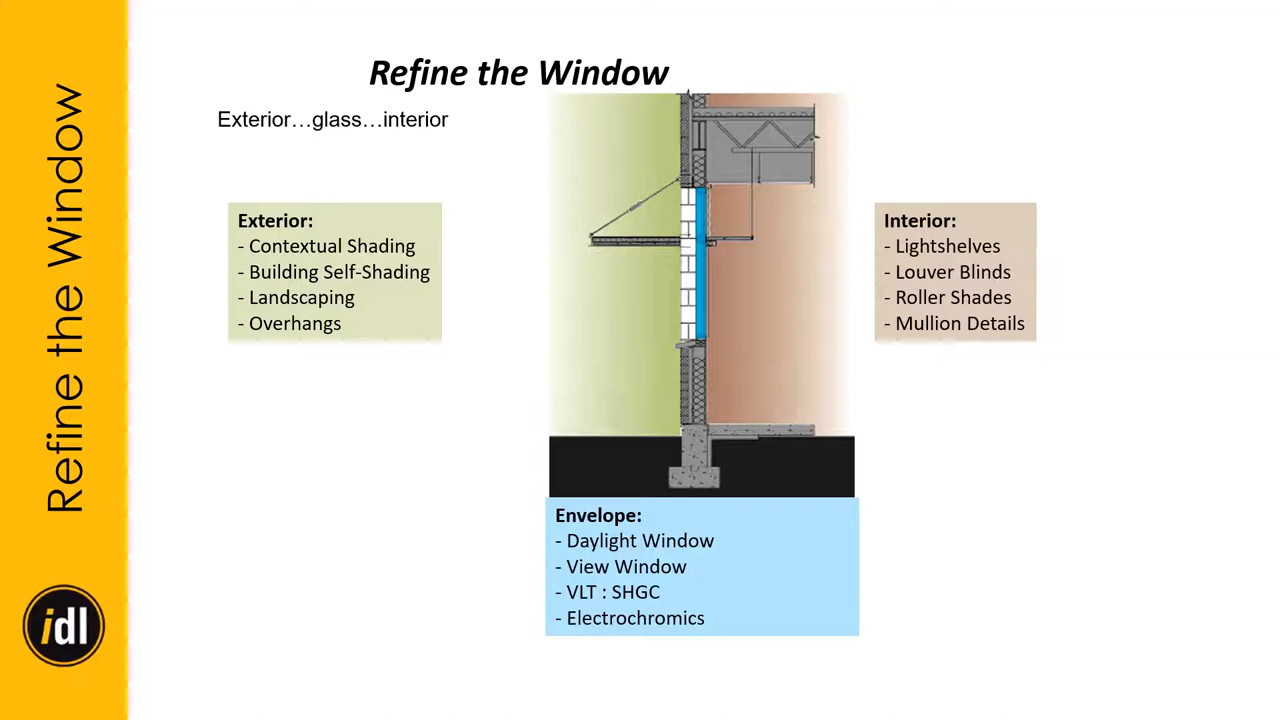 Refine the Window
Refine the Window
Exterior...glass...interior
Exterior:
- Contextual Shading
- Building Self-Shading
- Landscaping
- Overhangs
Interior:
- Lightshelves
- Louver Blinds
- Roller Shades
- Mullion Details
Envelope:
- Daylight Window
- View Window
- VLT : SHGC
- Electrochromics
idl